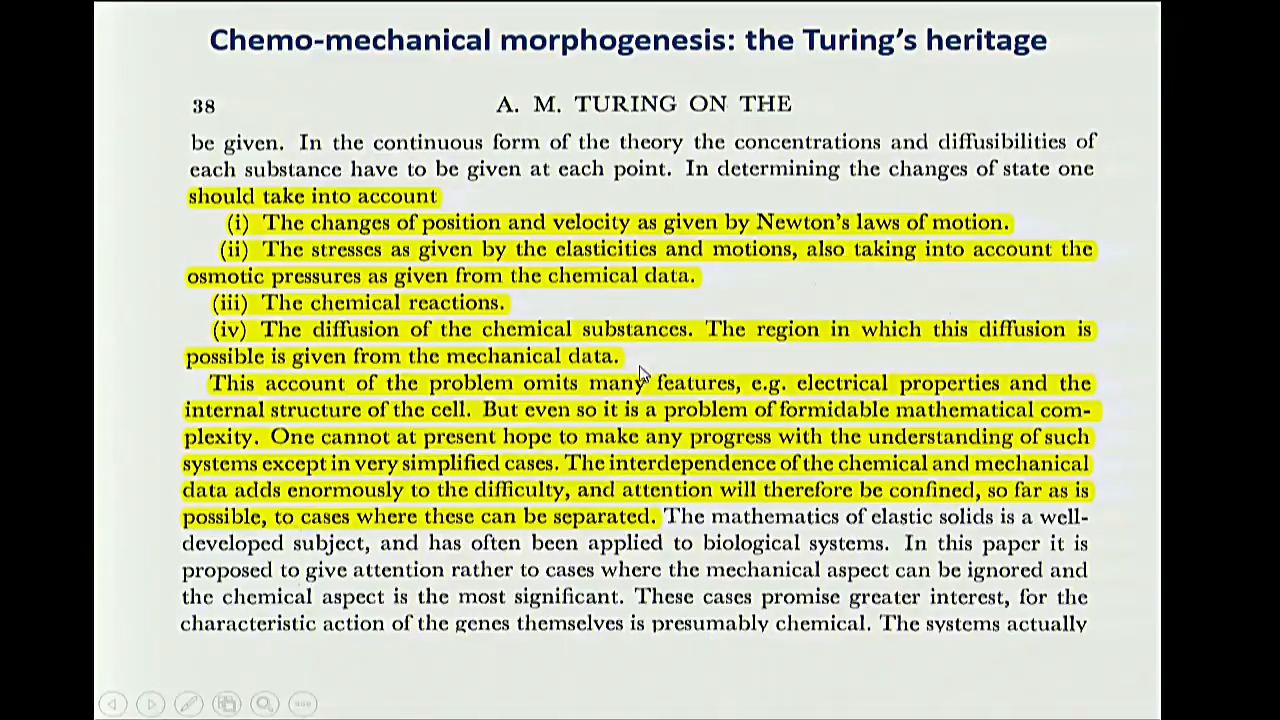 Chemo-mechanical morphogenesis: the Turing's heritage
38 A. M. TURING ON THE
be given. In the continuous form of the theory the concentrations and diffusibilities of
each substance have to be given at each point. In determining the changes of state one
should take into account
(i) The changes of position and velocity as given by Newton's laws of motion.
(ii) The stresses as given by the elasticities and motions, also taking into account the
osmotic pressures as given from the chemical data.
(iii) The chemical reactions.
(iv) The diffusion of the chemical substances. The region in which this diffusion is
possible is given from the mechanical data.
This account of the problem omits many features, e.g. electrical properties and the
internal structure of the cell. But even so it is a problem of formidable mathematical com-
plexity. One cannot at present hope to make any progress with the understanding of such
systems except in very simplified cases. The interdependence of the chemical and mechanical
data adds enormously to the difficulty, and attention will therefore be confined, so far as is
possible, to cases where these can be separated. The mathematics of elastic solids is a well-
developed subject, and has often been applied to biological systems. In this paper it is
proposed to give attention rather to cases where the mechanical aspect can be ignored and
the chemical aspect is the most significant. These cases promise greater interest, for the
characteristic action of the genes themselves is presumably chemical. The systems actually